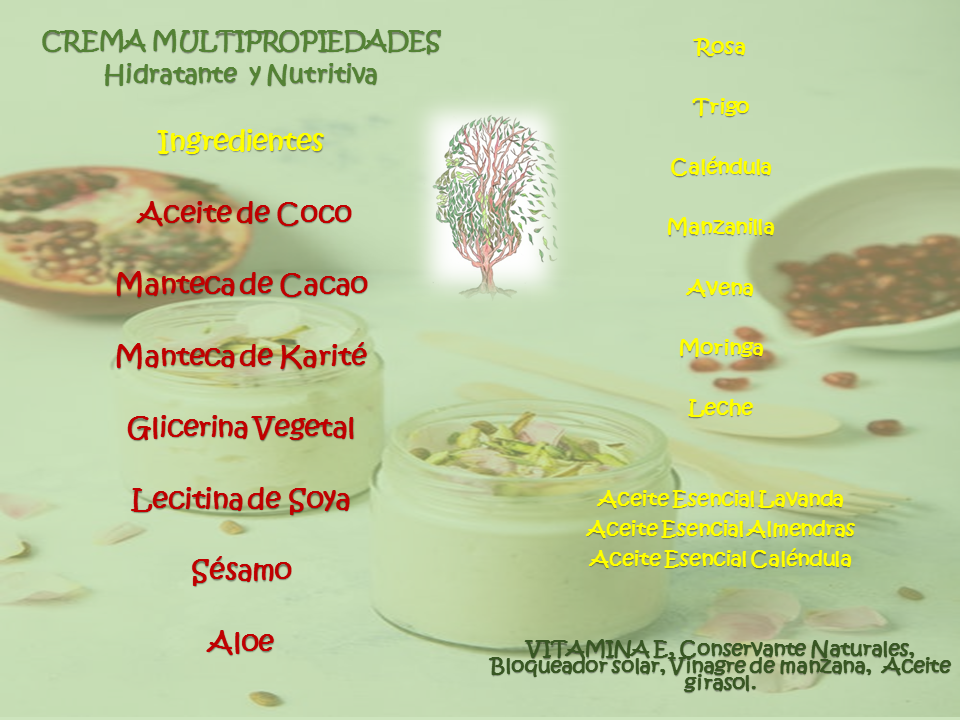 CREMA MULTIPROPIEDADES
Hidratante y Nutritiva
Ingredientes
Aceite de Coco
Manteca de Cacao
Manteca de Karité
Glicerina Vegetal
Lecitina de Soya
Sésamo
Aloe
Rosa
Trigo
Caléndula
Manzanilla
Avena
Moringa
Leche
Aceite Esencial Lavanda
Aceite Esencial Almendras
Aceite Esencial Caléndula
VITAMINA E, Conservante Naturales,
Bloqueador solar, Vinagre de manzana, Aceite
girasol.